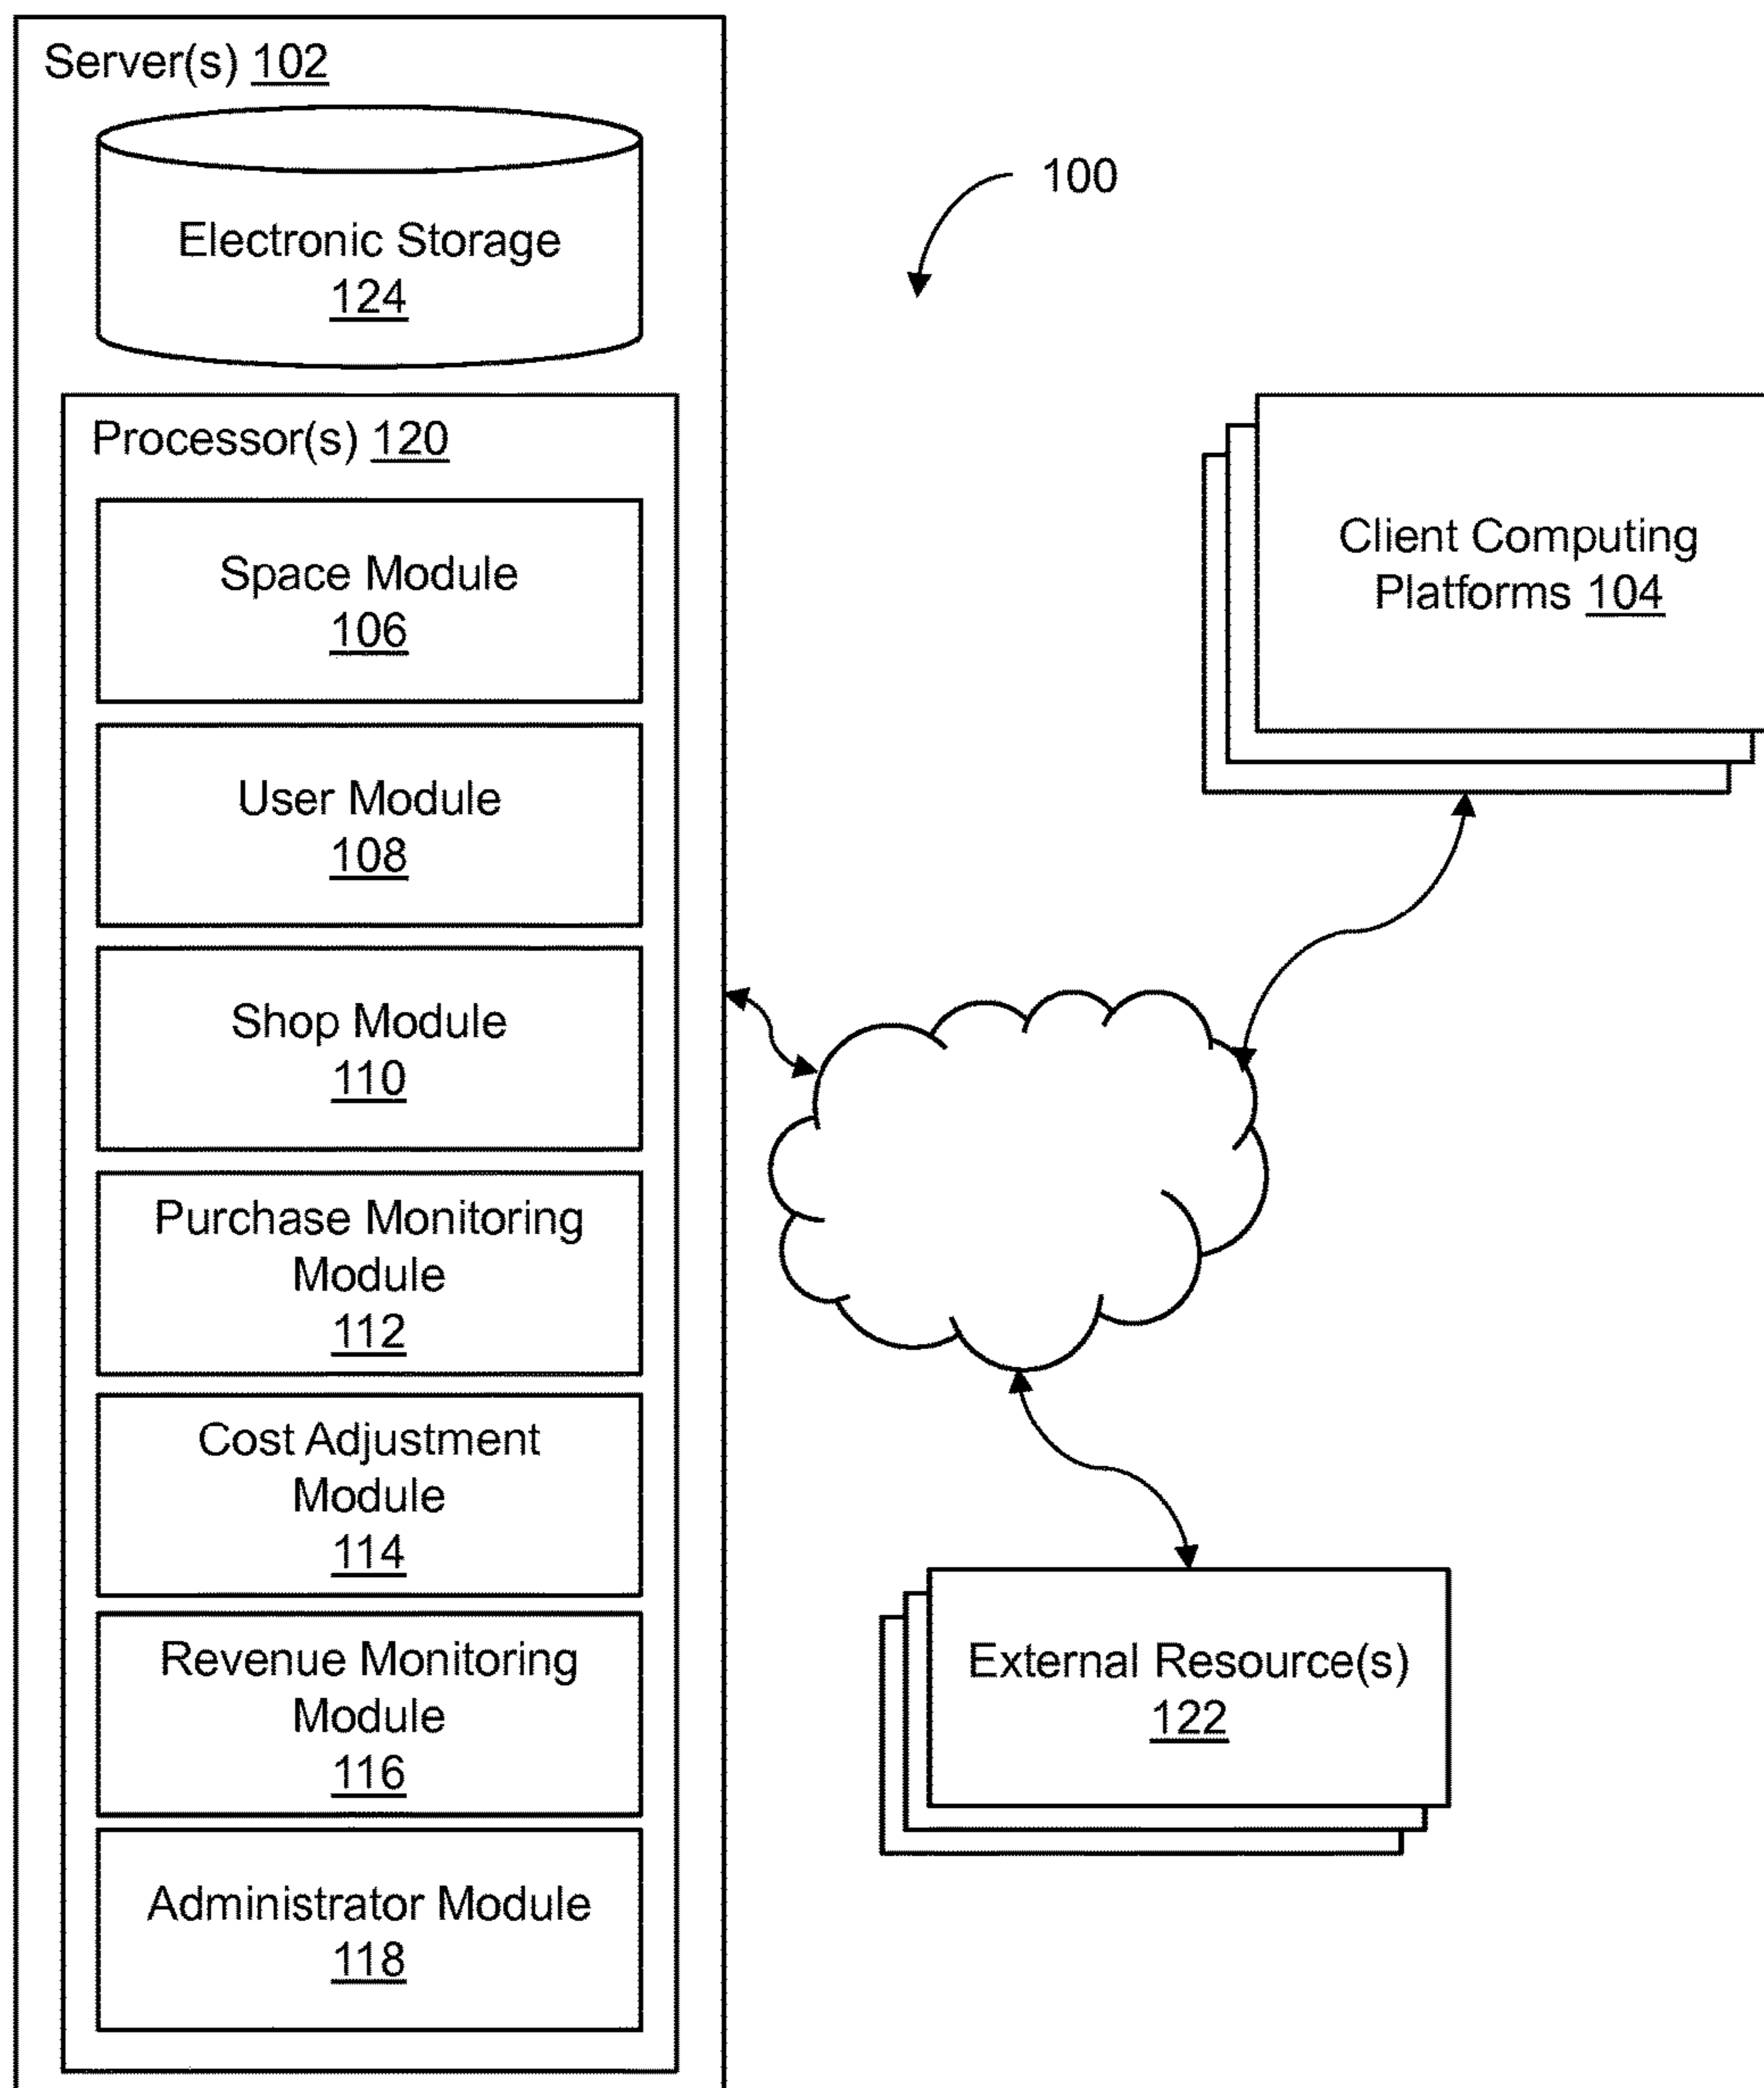 Server(s) 102
Electronic Storage
124
100
Processor(s) 120
Space Module
106
User Module
108
Shop Module
110
Purchase Monitoring
Module
112
Cost Adjustment
Module
114
Revenue Monitoring
Module
116
Administrator Module
118
Client Computing
Platforms 104
External Resource(s)
122